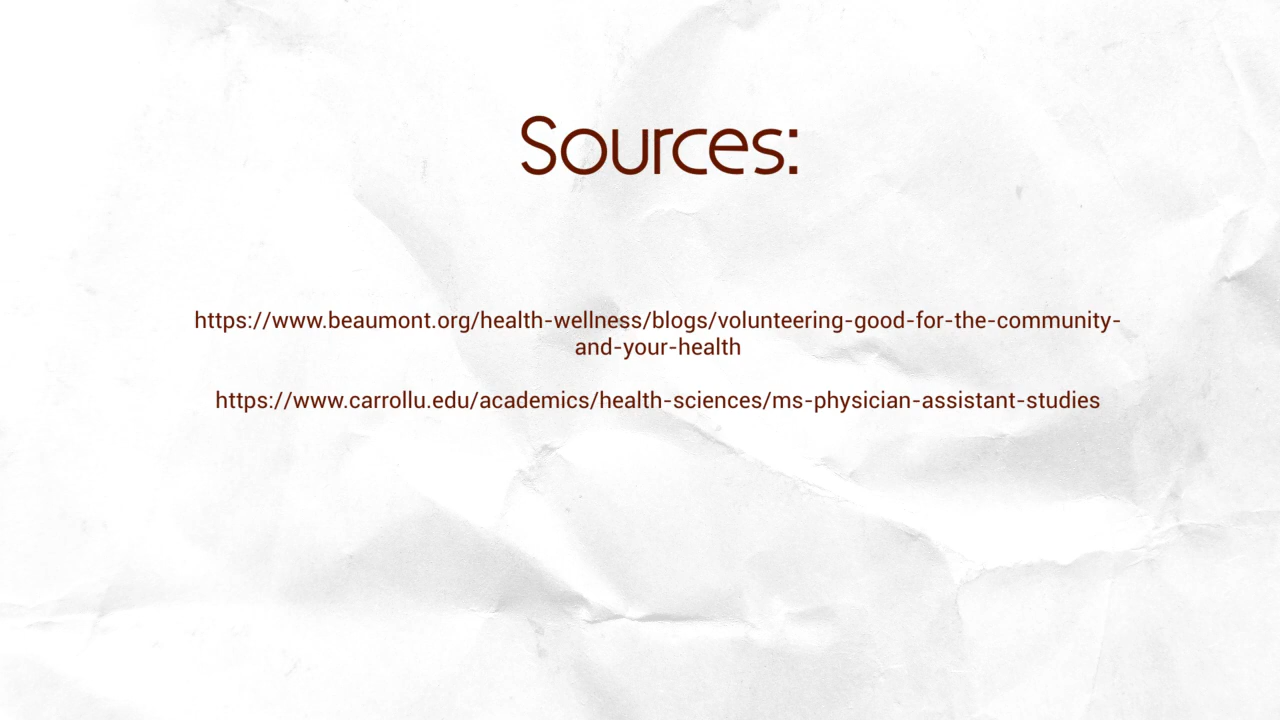 Sources:
https://www.beaumont.org/health-wellness/blogs/volunteering-good-for-the-community-
and-your-health
https://www.carrollu.edu/academics/health-sciences/ms-physician-assistant-studies